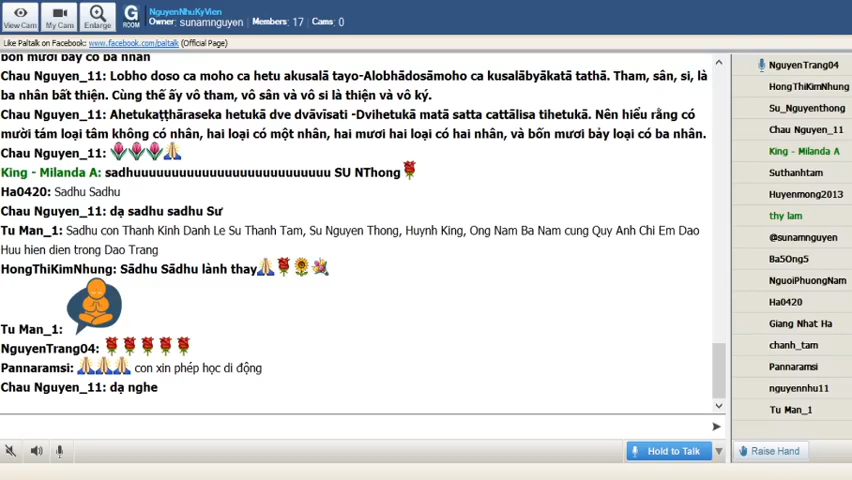 View Cam
My Cam
Enlarge
G
ROOM
NguyenNhuKyVien
Owner: sunamnguyen Members: 17 Cams: 0
Like Paltalk on Facebook: www.facebook.com/paltalk (Official Page)
bốn mươi bảy có ba nhân
Chau Nguyen_11: Lobho doso ca moho ca hetu akusalā tayo-Alobhādosāmoho ca kusalābyākatā tathā. Tham, sân, si, là
ba nhân bất thiện. Cùng thế ấy vô tham, vô sân và vô si là thiện và vô ký.
Chau Nguyen_11: Ahetukaṭṭhāraseka hetukā dve dvāvīsati -Dvihetukā matā satta cattālīsa tihetukā. Nên hiểu rằng có
mười tám loại tâm không có nhân, hai loại có một nhân, hai mươi hai loại có hai nhân, và bốn mươi bảy loại có ba nhân.
Chau Nguyen_11: 🌷🌷🌷🙏
King - Milanda A: sadhuuuuuuuuuuuuuuuuuuuuuuuuuu SU NThong🌹
Ha0420: Sadhu Sadhu
Chau Nguyen_11: dạ sadhu sadhu Sư
Tu Man_1: Sadhu con Thanh Kinh Danh Le Su Thanh Tam, Su Nguyen Thong, Huynh King, Ong Nam Ba Nam cung Quy Anh Chi Em Dao
Huu hien dien trong Dao Trang
HongThiKimNhung: Sādhu Sādhu lành thay🙏🌹🌻💐
Tu Man_1:
NguyenTrang04: 🌹🌹🌹🌹🌹
Pannaramsi: 🙏🙏🙏 con xin phép học di động
Chau Nguyen_11: dạ nghe
Hold to Talk
NguyenTrang04
HongThiKimNhung
Su_Nguyenthong
Chau Nguyen_11
King - Milanda A
Suthanhtam
Huyenmong2013
thy lam
@sunamnguyen
Ba5Ong5
NguoiPhuongNam
Ha0420
Giang Nhat Ha
chanh_tam
Pannaramsi
nguyennhu11
Tu Man_1
Raise Hand